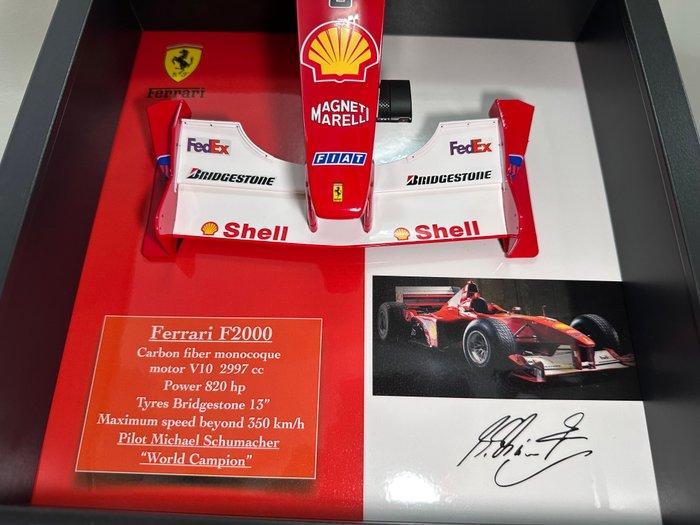 Ferrari
MAGNETI
MARELLI
FedEx
FedEx
FIAT
BRIDGESTONE
BRIDGESTONE
Shell
Shell
Ferrari F2000
Carbon fiber monocoque
motor V10 2997 cc
Power 820 hp
Tyres Bridgestone 13”
Maximum speed beyond 350 km/h
Pilot Michael Schumacher
“World Campion”